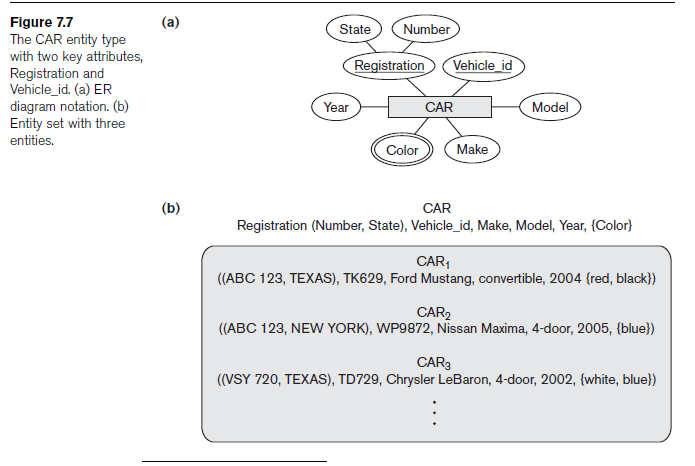 Figure 7.7
The CAR entity type
with two key attributes,
Registration and
Vehicle_id. (a) ER
diagram notation. (b)
Entity set with three
entities.
(a)
State
Number
Registration
Vehicle_id
Year
CAR
Model
Color
Make
(b)
CAR
Registration (Number, State), Vehicle_id, Make, Model, Year, {Color}
CAR1
((ABC 123, TEXAS), TK629, Ford Mustang, convertible, 2004 {red, black})
CAR2
((ABC 123, NEW YORK), WP9872, Nissan Maxima, 4-door, 2005, {blue})
CAR3
((VSY 720, TEXAS), TD729, Chrysler LeBaron, 4-door, 2002, {white, blue})